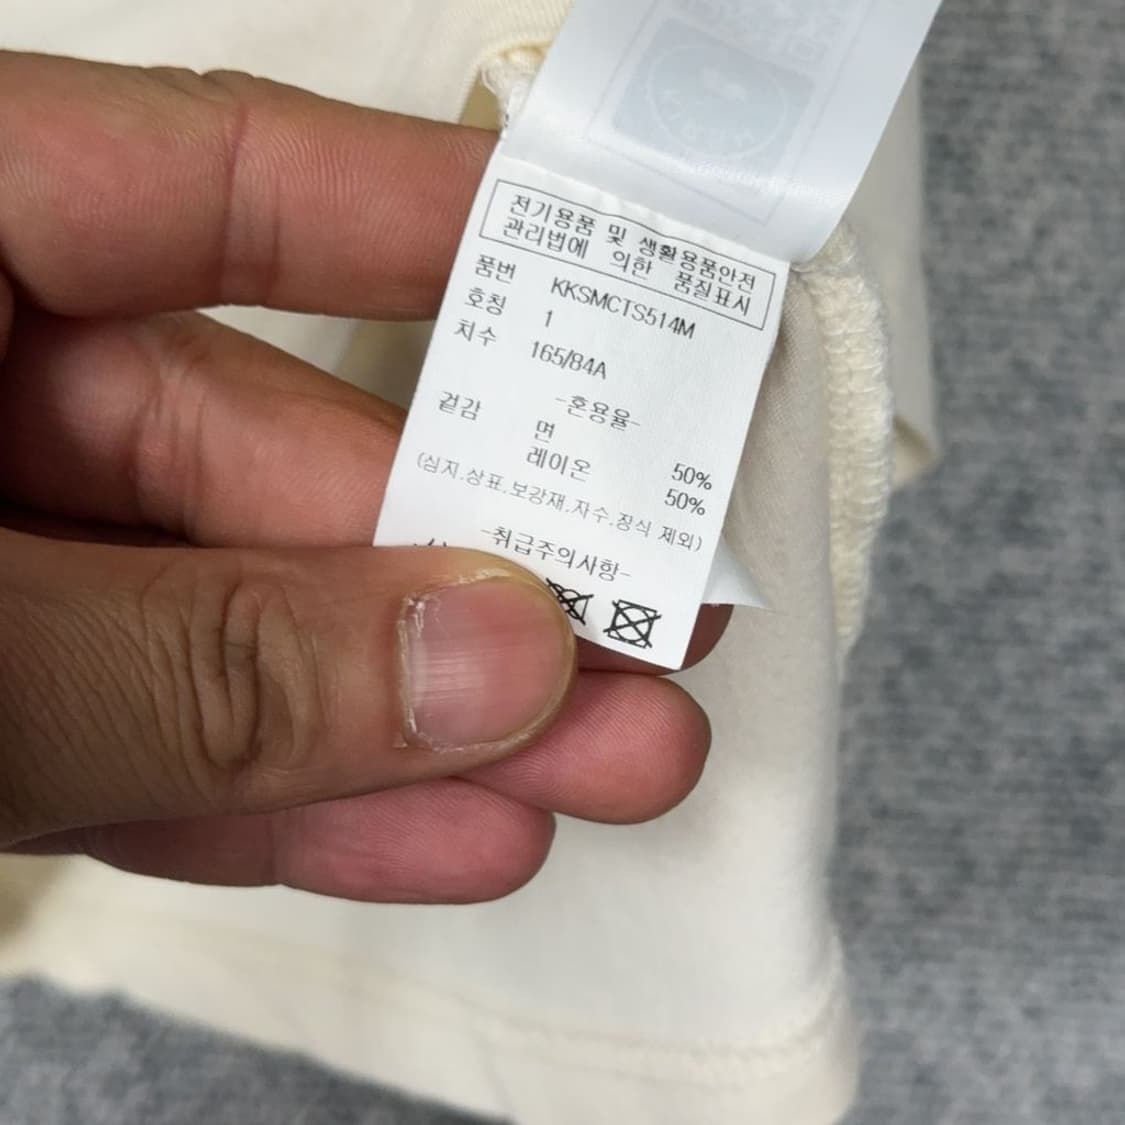 전기용품 및 생활용품안전
관리법에 의한 품질표시
품번 KKSMCTS514M
호칭 1
치수 165/84A
-혼용율-
겉감
면 50%
레이온 50%
(심지.상표.보강재.자수.장식 제외)
-취급주의사항-